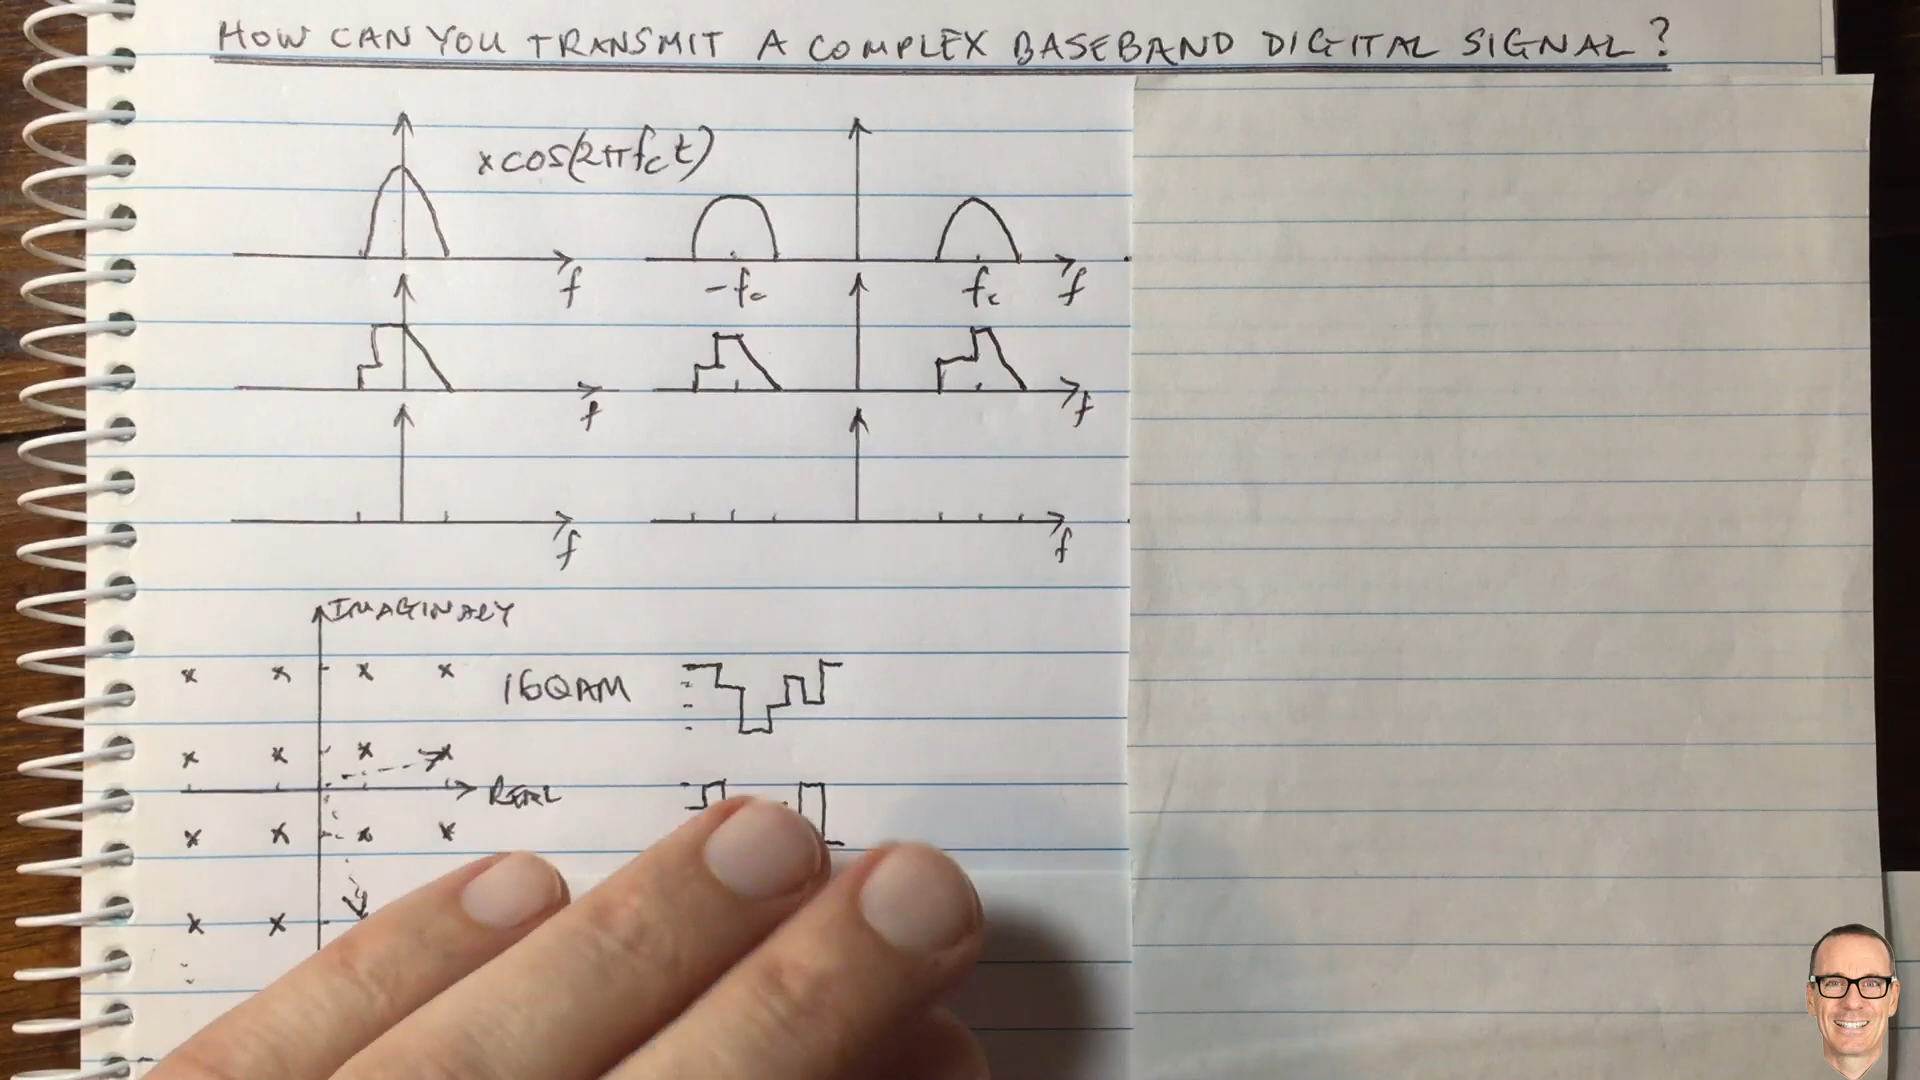 HOW CAN YOU TRANSMIT A COMPLEX BASEBAND DIGITAL SIGNAL?
x cos(2πfct)
f
-fc
fc
f
f
f
f
f
IMAGINARY
16QAM
REAL